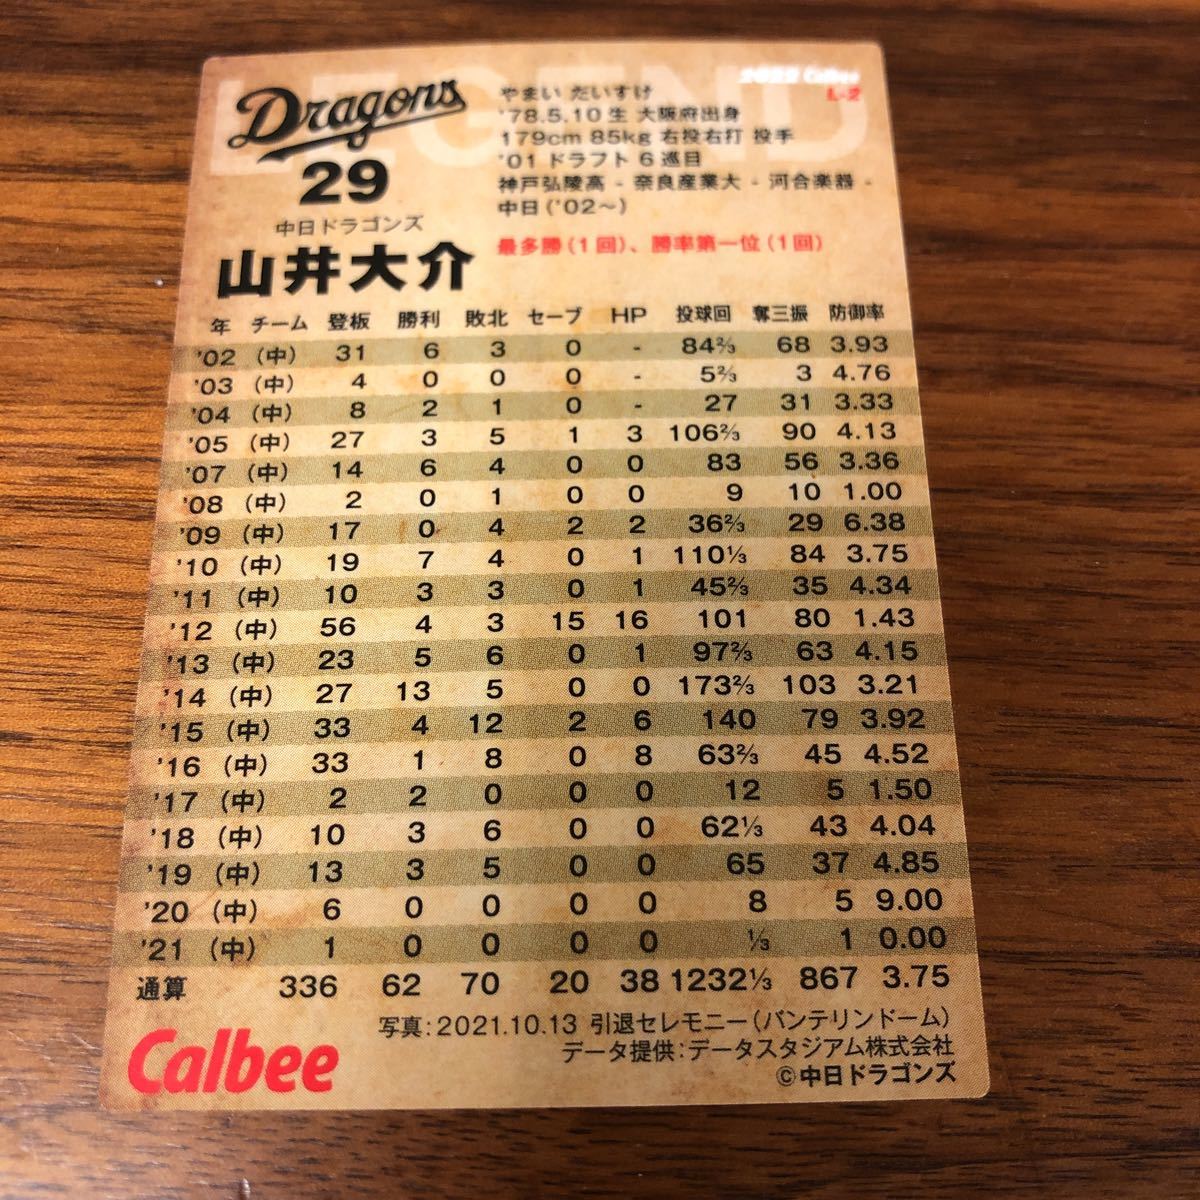 LEGEND
2022 Calbee
L-2
Dragons
29
中日ドラゴンズ
山井大介
やまい だいすけ
'78.5.10生 大阪府出身
179cm 85kg 右投右打 投手
'01 ドラフト 6巡目
神戸弘陵高 - 奈良産業大 - 河合楽器 -
中日('02〜)
最多勝(1回)、勝率第一位(1回)
年 チーム 登板 勝利 敗北 セーブ HP 投球回 奪三振 防御率
'02 (中) 31 6 3 0 - 84⅔ 68 3.93
'03 (中) 4 0 0 0 - 5⅔ 3 4.76
'04 (中) 8 2 1 0 - 27 31 3.33
'05 (中) 27 3 5 1 3 106⅔ 90 4.13
'07 (中) 14 6 4 0 0 83 56 3.36
'08 (中) 2 0 1 0 0 9 10 1.00
'09 (中) 17 0 4 2 2 36⅔ 29 6.38
'10 (中) 19 7 4 0 1 110⅓ 84 3.75
'11 (中) 10 3 3 0 1 45⅔ 35 4.34
'12 (中) 56 4 3 15 16 101 80 1.43
'13 (中) 23 5 6 0 1 97⅔ 63 4.15
'14 (中) 27 13 5 0 0 173⅔ 103 3.21
'15 (中) 33 4 12 2 6 140 79 3.92
'16 (中) 33 1 8 0 8 63⅔ 45 4.52
'17 (中) 2 2 0 0 0 12 5 1.50
'18 (中) 10 3 6 0 0 62⅓ 43 4.04
'19 (中) 13 3 5 0 0 65 37 4.85
'20 (中) 6 0 0 0 0 8 5 9.00
'21 (中) 1 0 0 0 0 ⅓ 1 0.00
通算 336 62 70 20 38 1232⅓ 867 3.75
Calbee
写真:2021.10.13 引退セレモニー(バンテリンドーム)
データ提供:データスタジアム株式会社
©中日ドラゴンズ